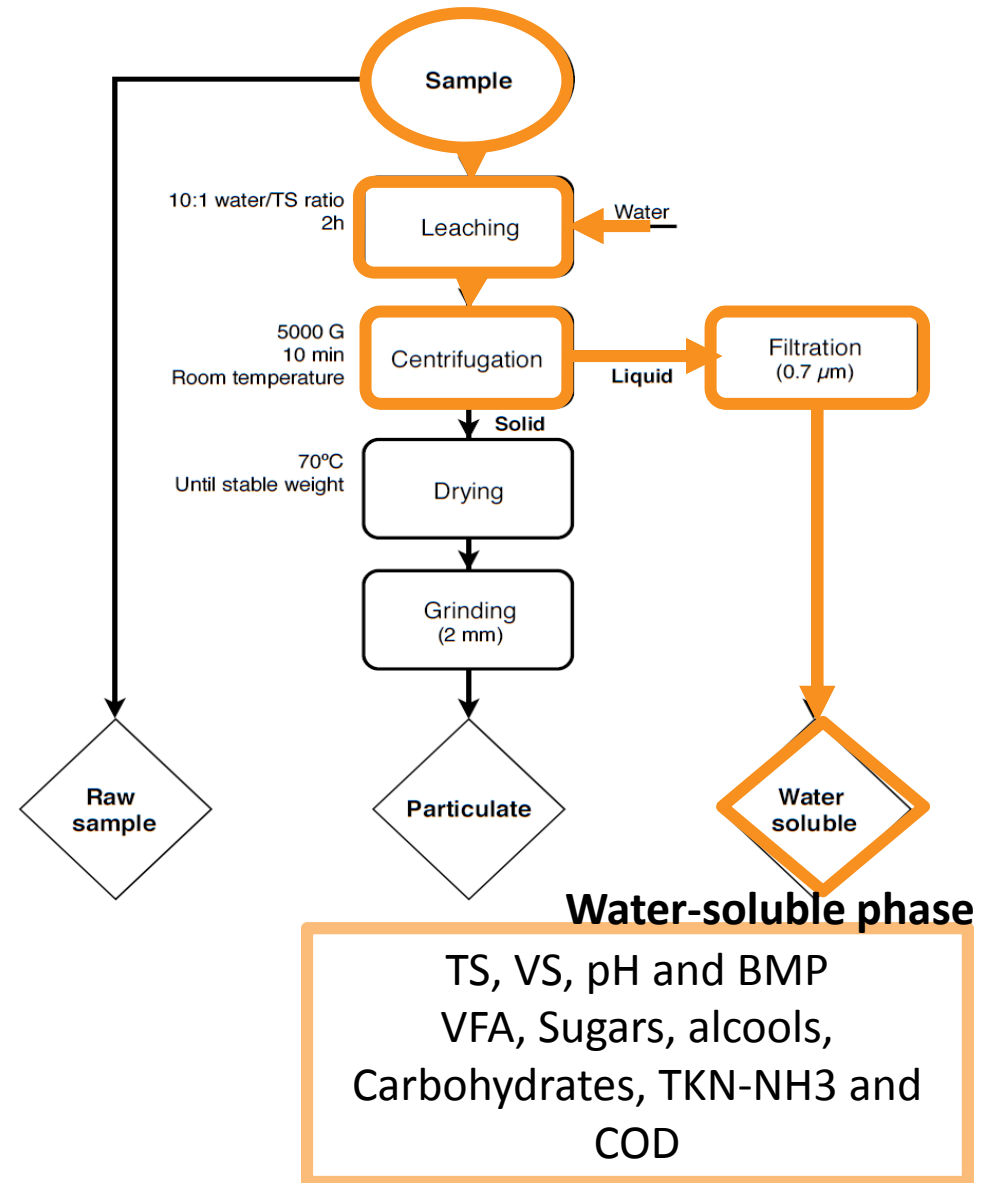 Sample
10:1 water/TS ratio
2h
Leaching
Water
5000 G
10 min
Room temperature
Centrifugation
Liquid
Filtration
(0.7 µm)
Solid
70ºC
Until stable weight
Drying
Grinding
(2 mm)
Raw
sample
Particulate
Water
soluble
Water-soluble phase
TS, VS, pH and BMP
VFA, Sugars, alcools,
Carbohydrates, TKN-NH3 and
COD